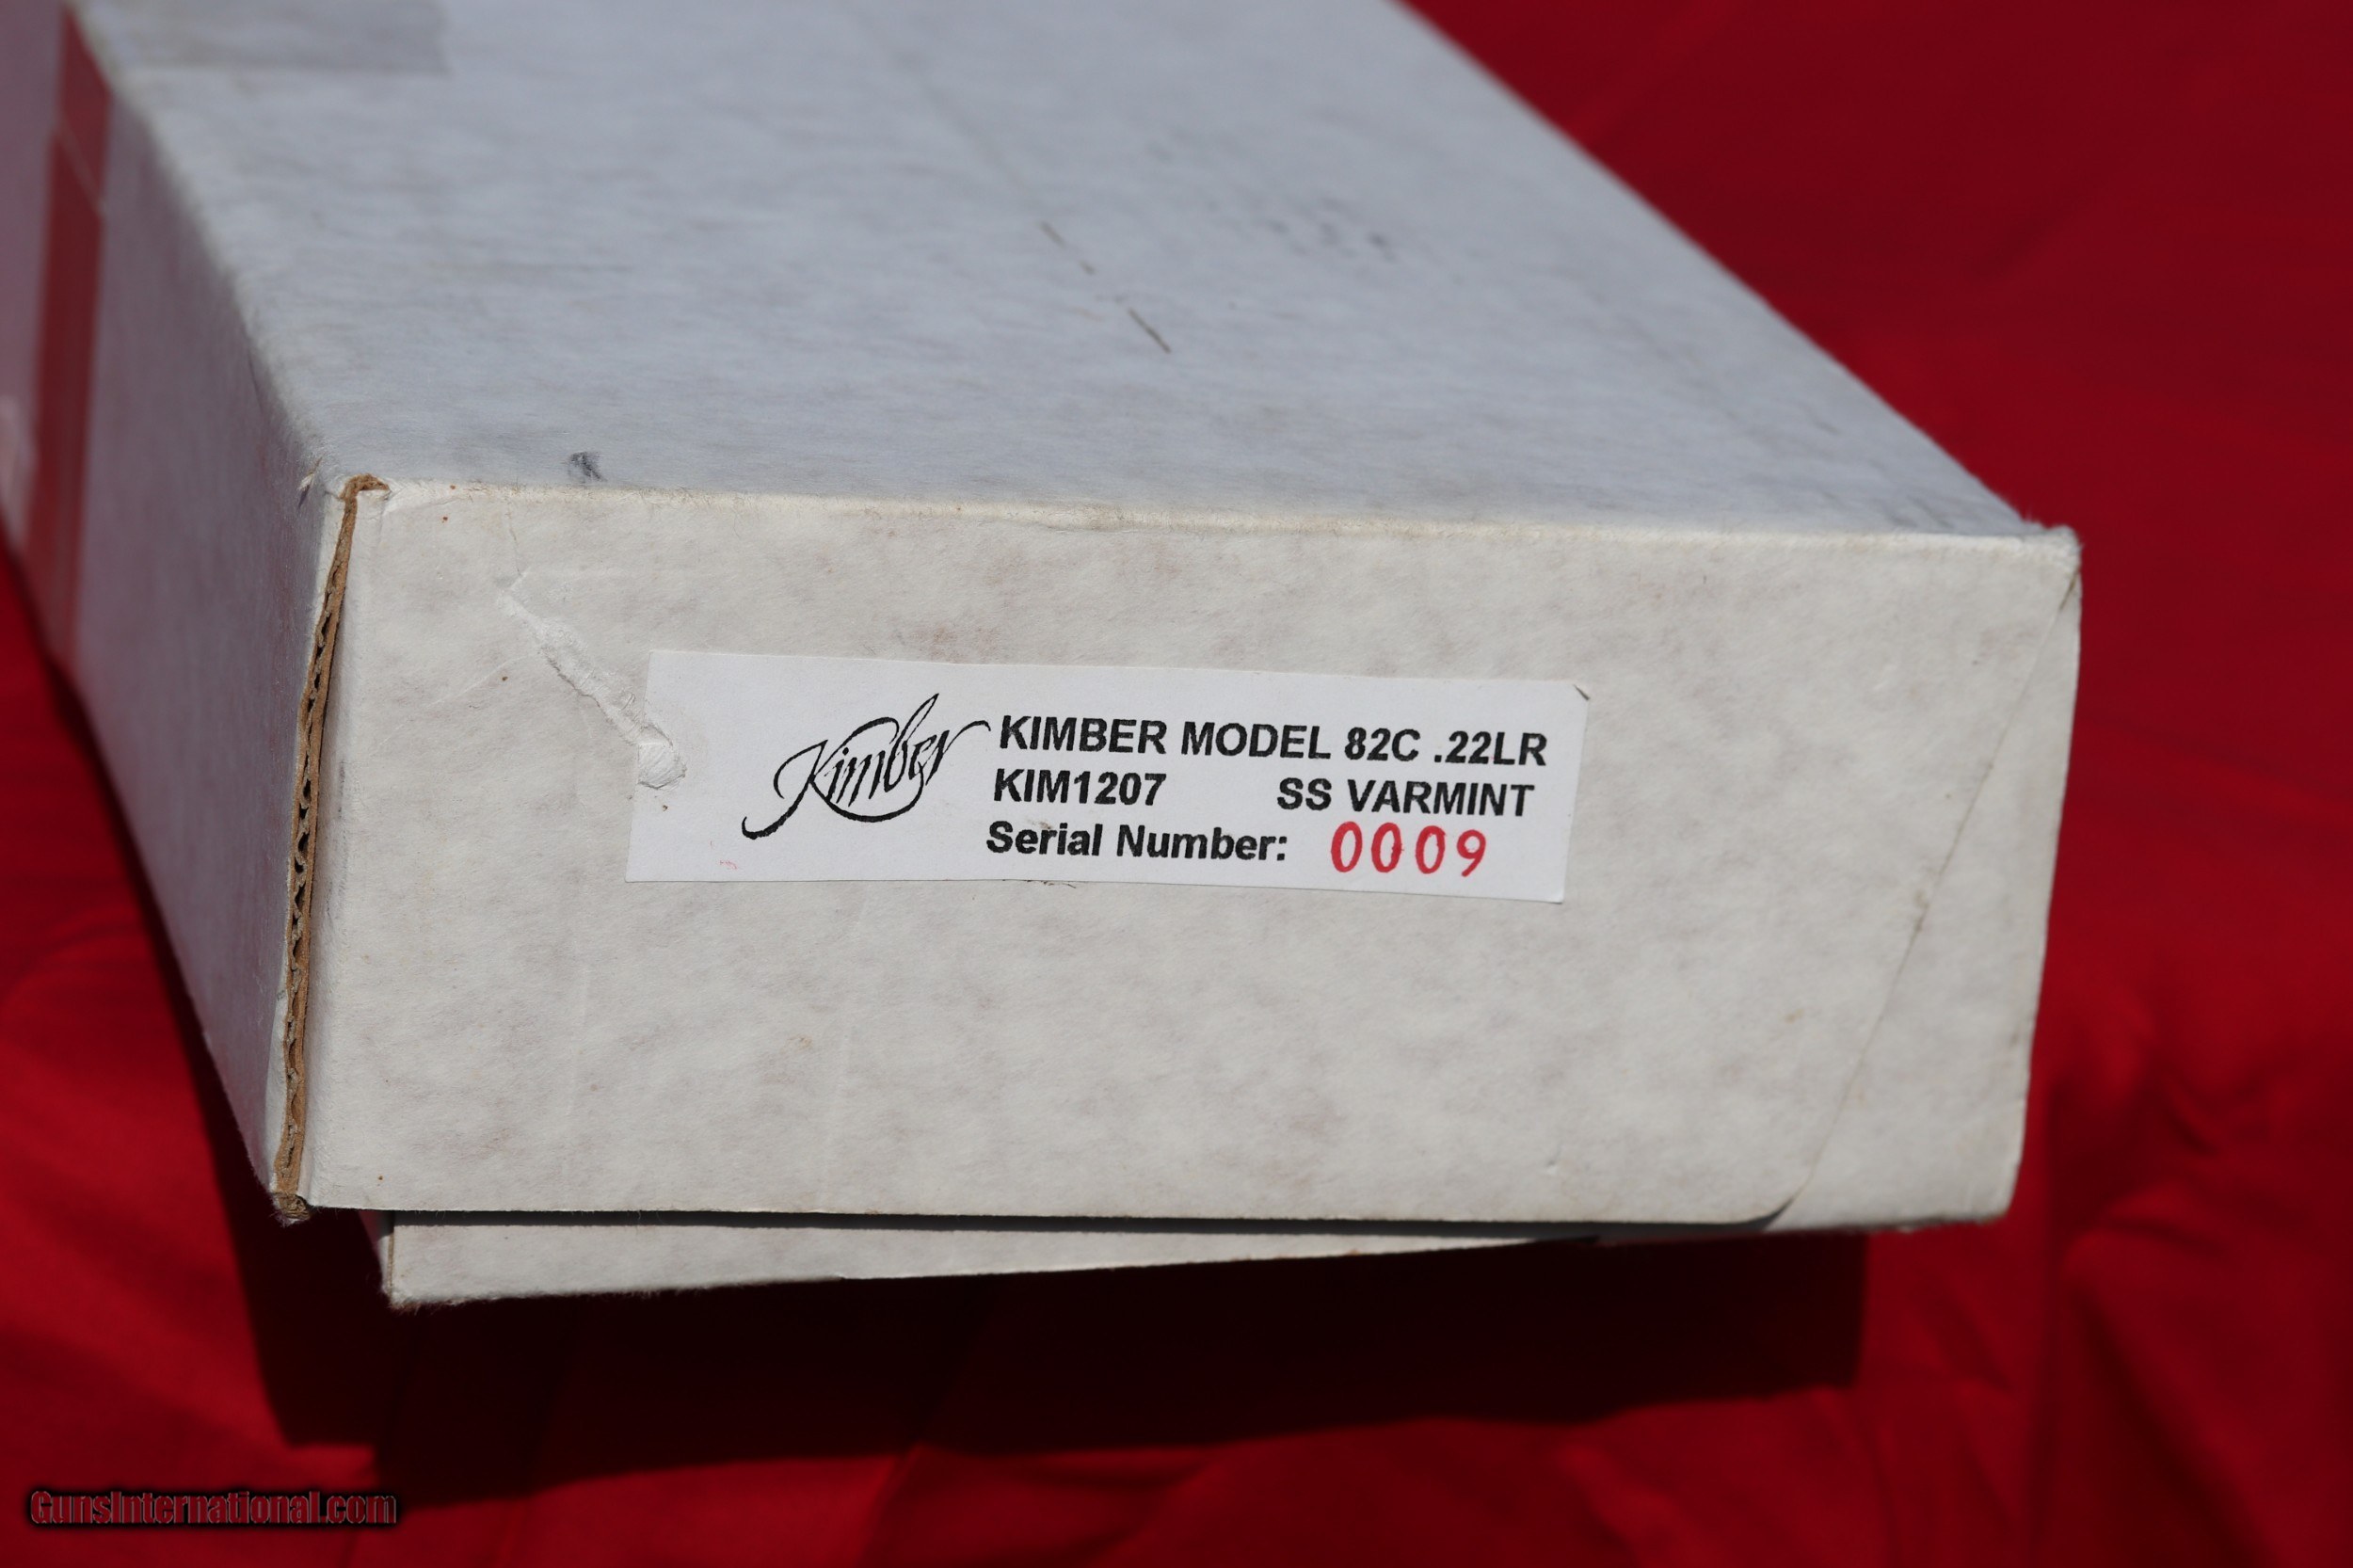 Kimber
KIMBER MODEL 82C .22LR
KIM1207 SS VARMINT
Serial Number: 0009
GunsInternational.com